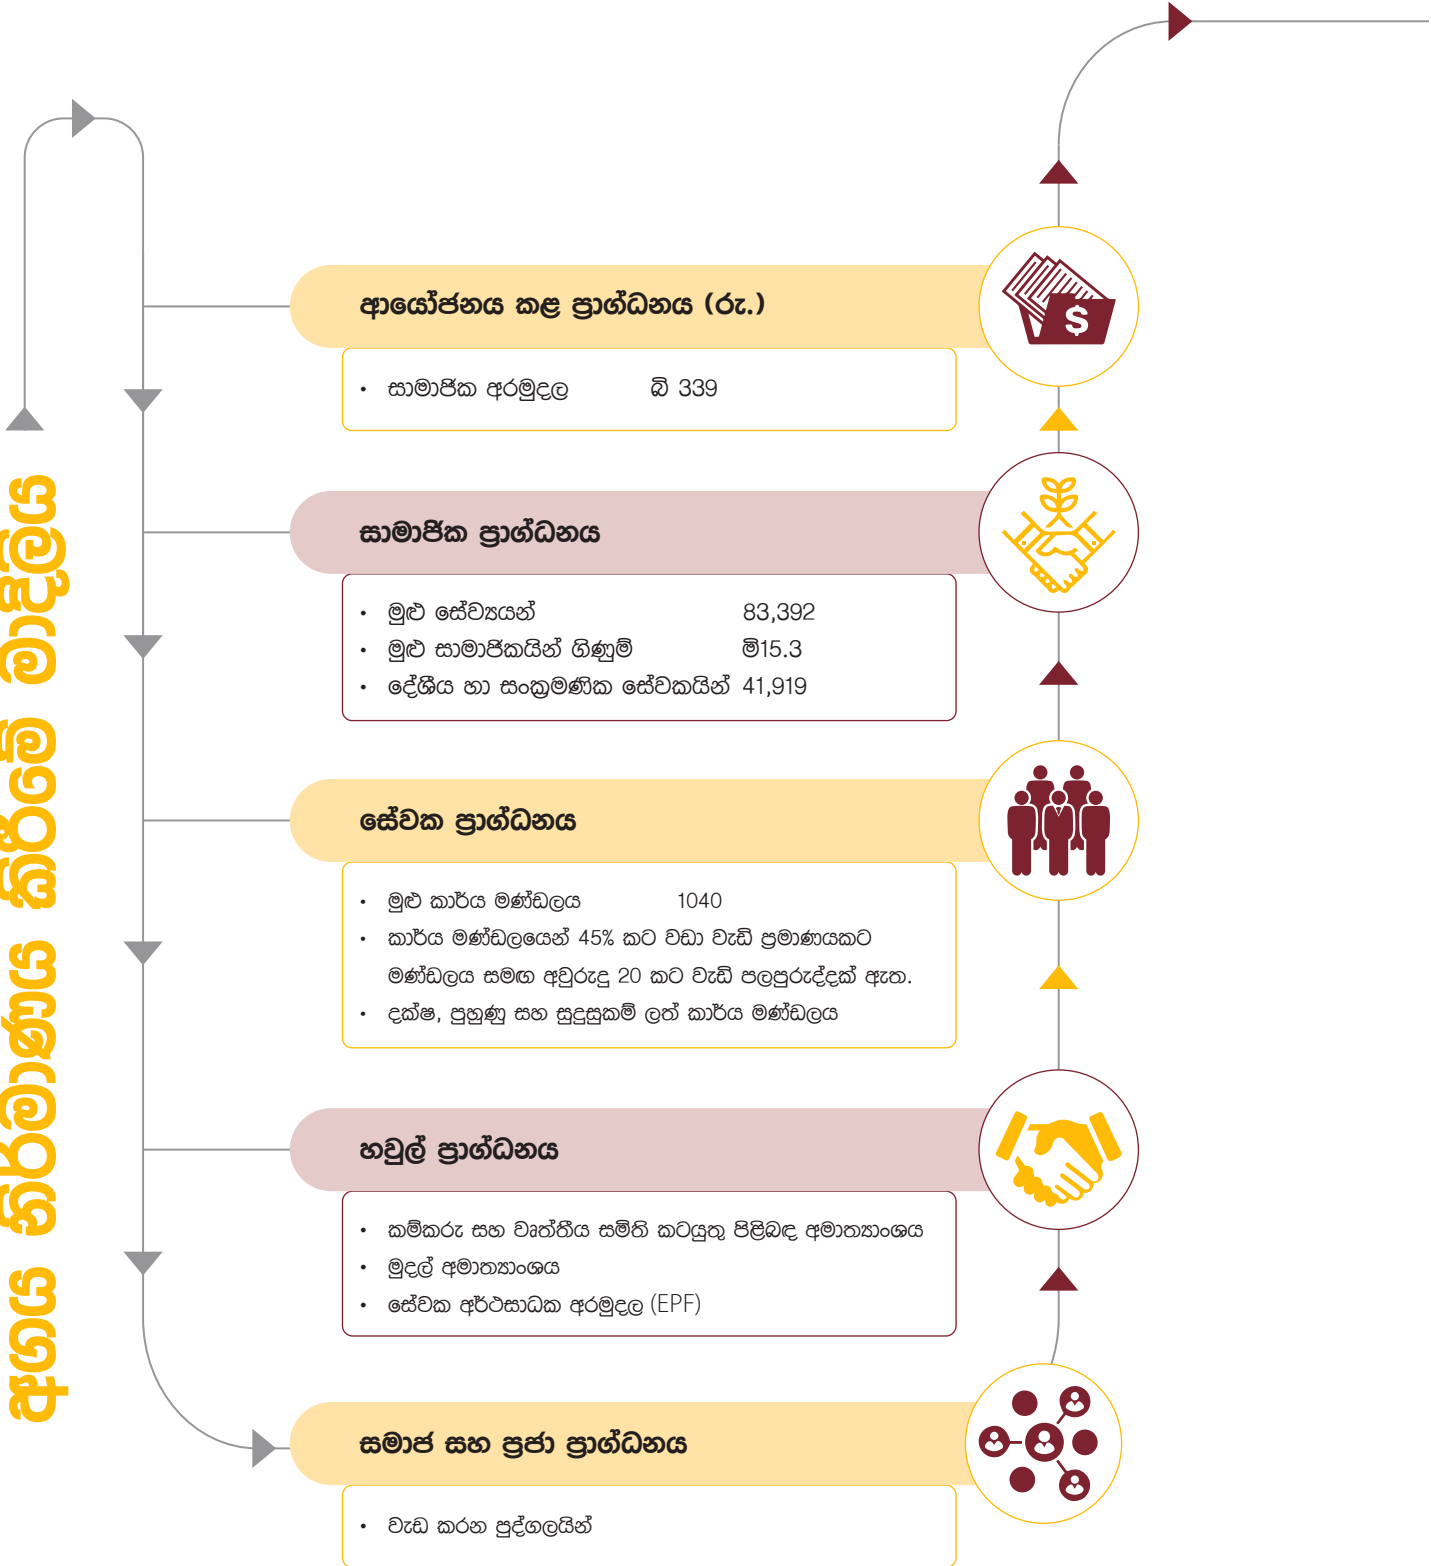 අගය නිර්මාණය කිරීමේ මාදිලිය
ආයෝජනය කළ ප්‍රාග්ධනය (රු.)
• සාමාජික අරමුදල බි 339
සාමාජික ප්‍රාග්ධනය
• මුළු සේව්‍යයන් 83,392
• මුළු සාමාජිකයින් ගිණුම් මි15.3
• දේශීය හා සංක්‍රමණික සේවකයින් 41,919
සේවක ප්‍රාග්ධනය
• මුළු කාර්ය මණ්ඩලය 1040
• කාර්ය මණ්ඩලයෙන් 45% කට වඩා වැඩි ප්‍රමාණයකට
මණ්ඩලය සමඟ අවුරුදු 20 කට වැඩි පලපුරුද්දක් ඇත.
• දක්ෂ, පුහුණු සහ සුදුසුකම් ලත් කාර්ය මණ්ඩලය
හවුල් ප්‍රාග්ධනය
• කම්කරු සහ වෘත්තීය සමිති කටයුතු පිළිබඳ අමාත්‍යාංශය
• මුදල් අමාත්‍යාංශය
• සේවක අර්ථසාධක අරමුදල (EPF)
සමාජ සහ ප්‍රජා ප්‍රාග්ධනය
• වැඩ කරන පුද්ගලයින්
$